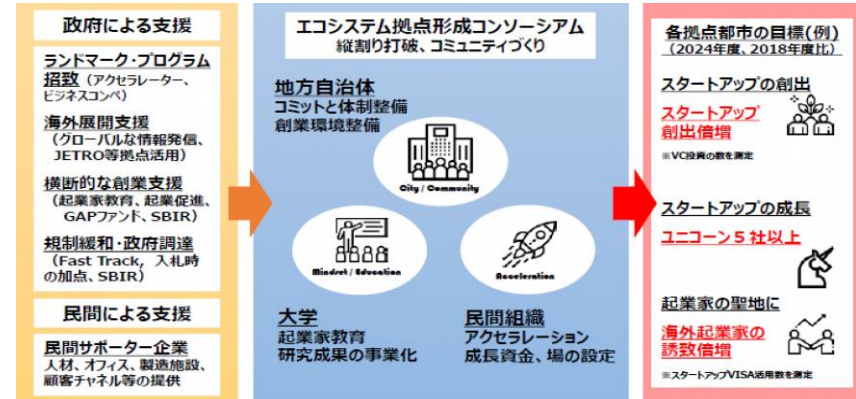 政府による支援
ランドマーク・プログラム
招致（アクセラレーター、
ビジネスコンペ）
海外展開支援
（グローバルな情報発信、
JETRO等拠点活用）
横断的な創業支援
（起業家教育、起業促進、
GAPファンド、SBIR）
規制緩和・政府調達
（Fast Track, 入札時
の加点、SBIR）
民間による支援
民間サポーター企業
人材、オフィス、製造施設、
顧客チャネル等の提供
エコシステム拠点形成コンソーシアム
縦割り打破、コミュニティづくり
地方自治体
コミットと体制整備
創業環境整備
City / Community
Mindset / Education
Acceleration
大学
起業家教育
研究成果の事業化
民間組織
アクセラレーション
成長資金、場の設定
各拠点都市の目標(例)
（2024年度、2018年度比）
スタートアップの創出
スタートアップ
創出倍増
※VC投資の数を測定
スタートアップの成長
ユニコーン５社以上
起業家の聖地に
海外起業家の
誘致倍増
※スタートアップVISA活用数を測定